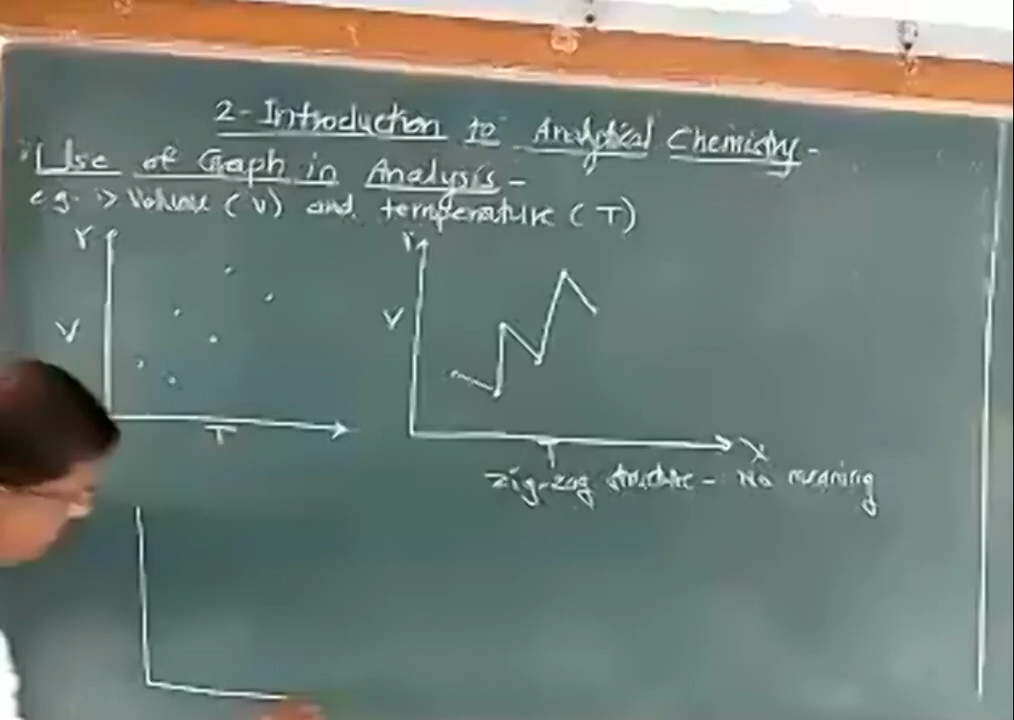 2- Introduction to Analytical Chemistry -
Use of Graph in Analysis -
e.g. :> Volume (V) and temperature (T)
Y
V
T
Y
V
T
X
zig-zag structure - No meaning